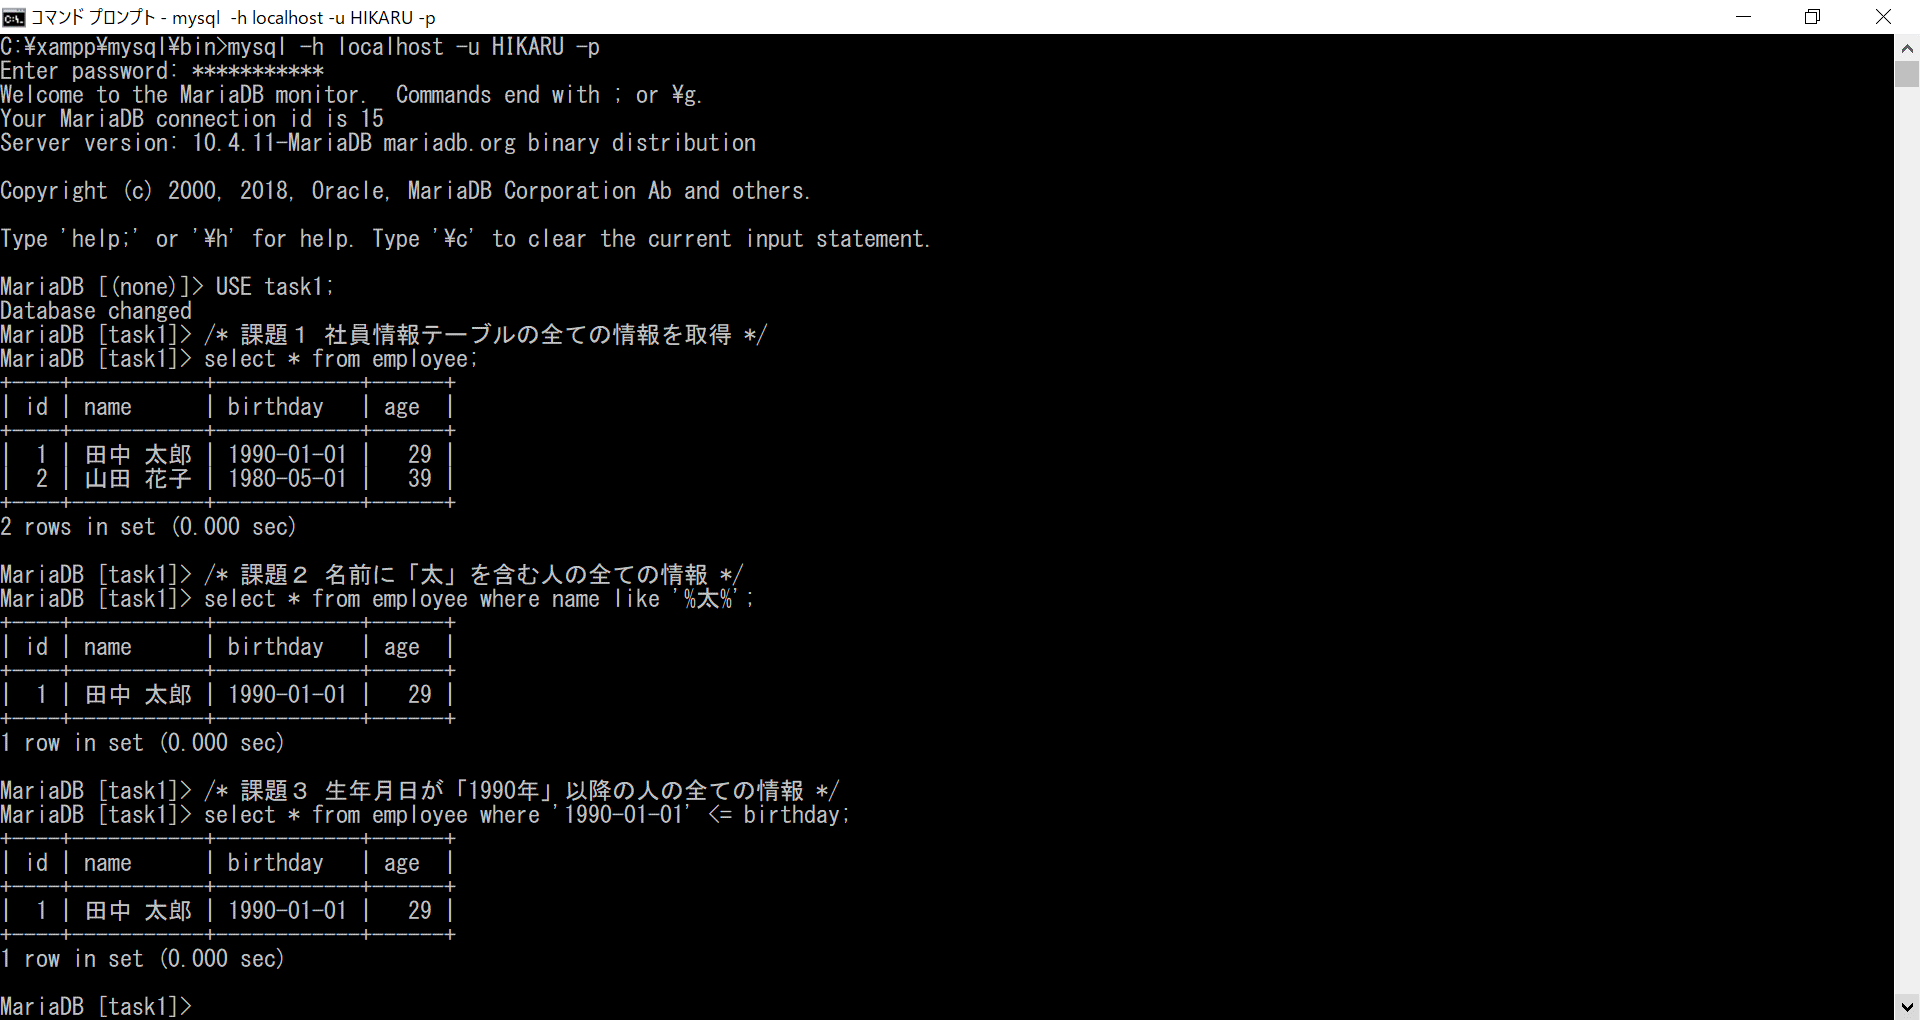 コマンド プロンプト - mysql  -h localhost -u HIKARU -p
C:¥xampp¥mysql¥bin>mysql -h localhost -u HIKARU -p
Enter password: ***********
Welcome to the MariaDB monitor.  Commands end with ; or ¥g.
Your MariaDB connection id is 15
Server version: 10.4.11-MariaDB mariadb.org binary distribution
Copyright (c) 2000, 2018, Oracle, MariaDB Corporation Ab and others.
Type 'help;' or '¥h' for help. Type '¥c' to clear the current input statement.
MariaDB [(none)]> USE task1;
Database changed
MariaDB [task1]> /* 課題１ 社員情報テーブルの全ての情報を取得 */
MariaDB [task1]> select * from employee;
+----+-----------+------------+------+
| id | name      | birthday   | age  |
+----+-----------+------------+------+
|  1 | 田中 太郎 | 1990-01-01 |   29 |
|  2 | 山田 花子 | 1980-05-01 |   39 |
+----+-----------+------------+------+
2 rows in set (0.000 sec)
MariaDB [task1]> /* 課題２ 名前に「太」を含む人の全ての情報 */
MariaDB [task1]> select * from employee where name like '%太%';
+----+-----------+------------+------+
| id | name      | birthday   | age  |
+----+-----------+------------+------+
|  1 | 田中 太郎 | 1990-01-01 |   29 |
+----+-----------+------------+------+
1 row in set (0.000 sec)
MariaDB [task1]> /* 課題３ 生年月日が「1990年」以降の人の全ての情報 */
MariaDB [task1]> select * from employee where '1990-01-01' <= birthday;
+----+-----------+------------+------+
| id | name      | birthday   | age  |
+----+-----------+------------+------+
|  1 | 田中 太郎 | 1990-01-01 |   29 |
+----+-----------+------------+------+
1 row in set (0.000 sec)
MariaDB [task1]>